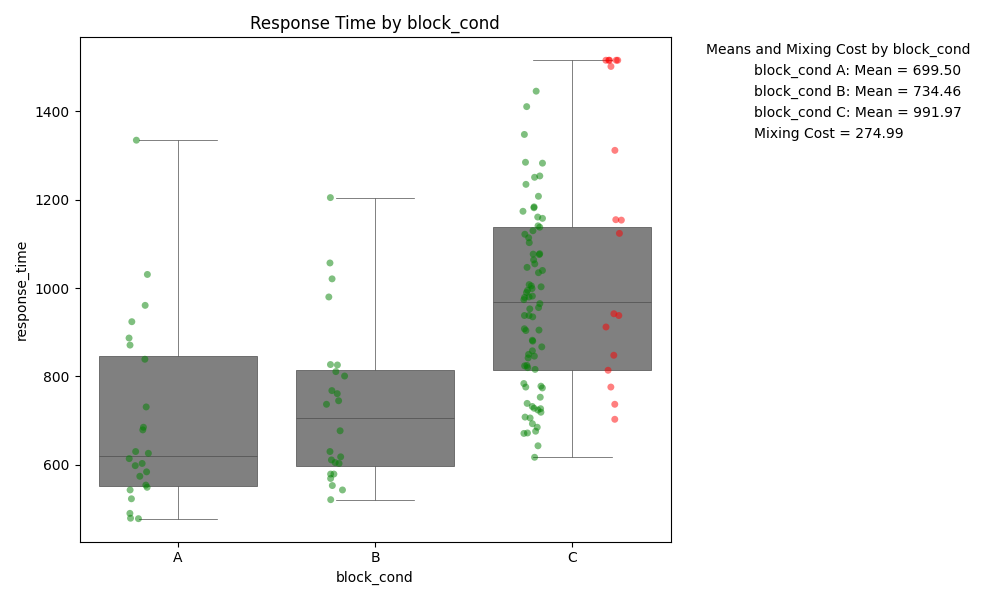 Response Time by block_cond
Means and Mixing Cost by block_cond
block_cond A: Mean = 699.50
block_cond B: Mean = 734.46
block_cond C: Mean = 991.97
Mixing Cost = 274.99
response_time
1400
1200
1000
800
600
A
B
C
block_cond